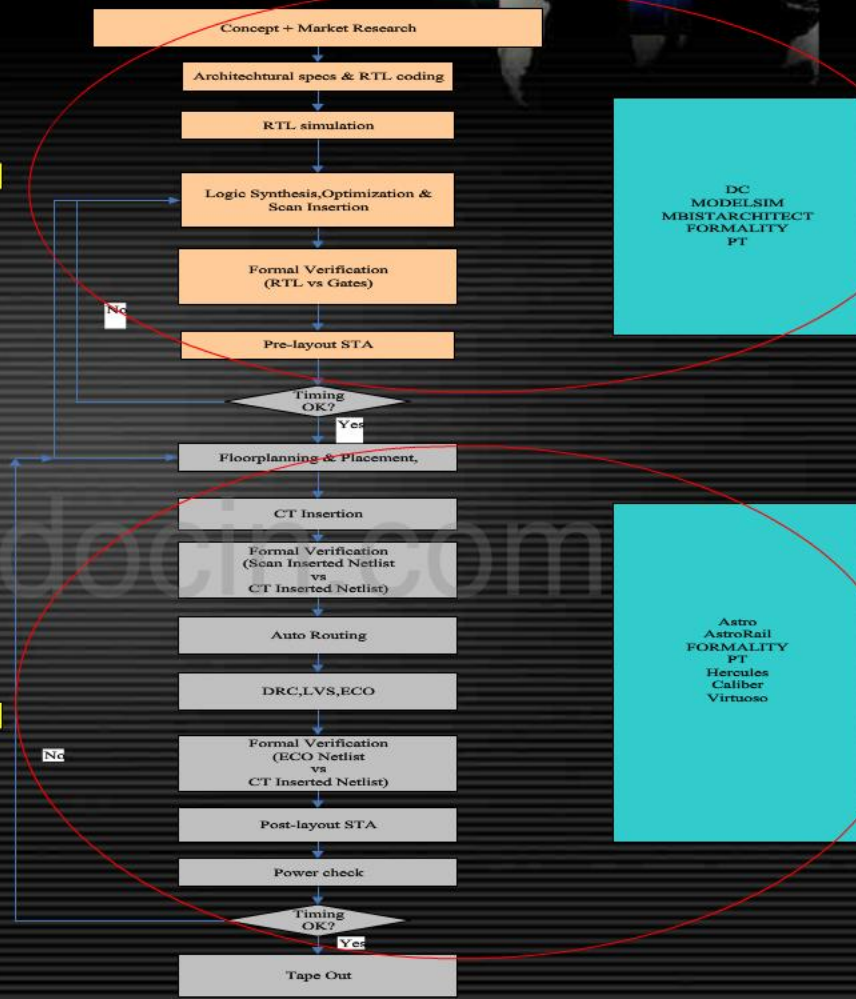 Concept + Market Research
Architechtural specs & RTL coding
RTL simulation
Logic Synthesis,Optimization &
Scan Insertion
Formal Verification
(RTL vs Gates)
No
Pre-layout STA
Timing
OK?
Yes
Floorplanning & Placement,
CT Insertion
Formal Verification
(Scan Inserted Netlist
vs
CT Inserted Netlist)
Auto Routing
DRC,LVS,ECO
Formal Verification
(ECO Netlist
vs
CT Inserted Netlist)
No
Post-layout STA
Power check
Timing
OK?
Yes
Tape Out
DC
MODELSIM
MBISTARCHITECT
FORMALITY
PT
Astro
AstroRail
FORMALITY
PT
Hercules
Caliber
Virtuoso
docin.com